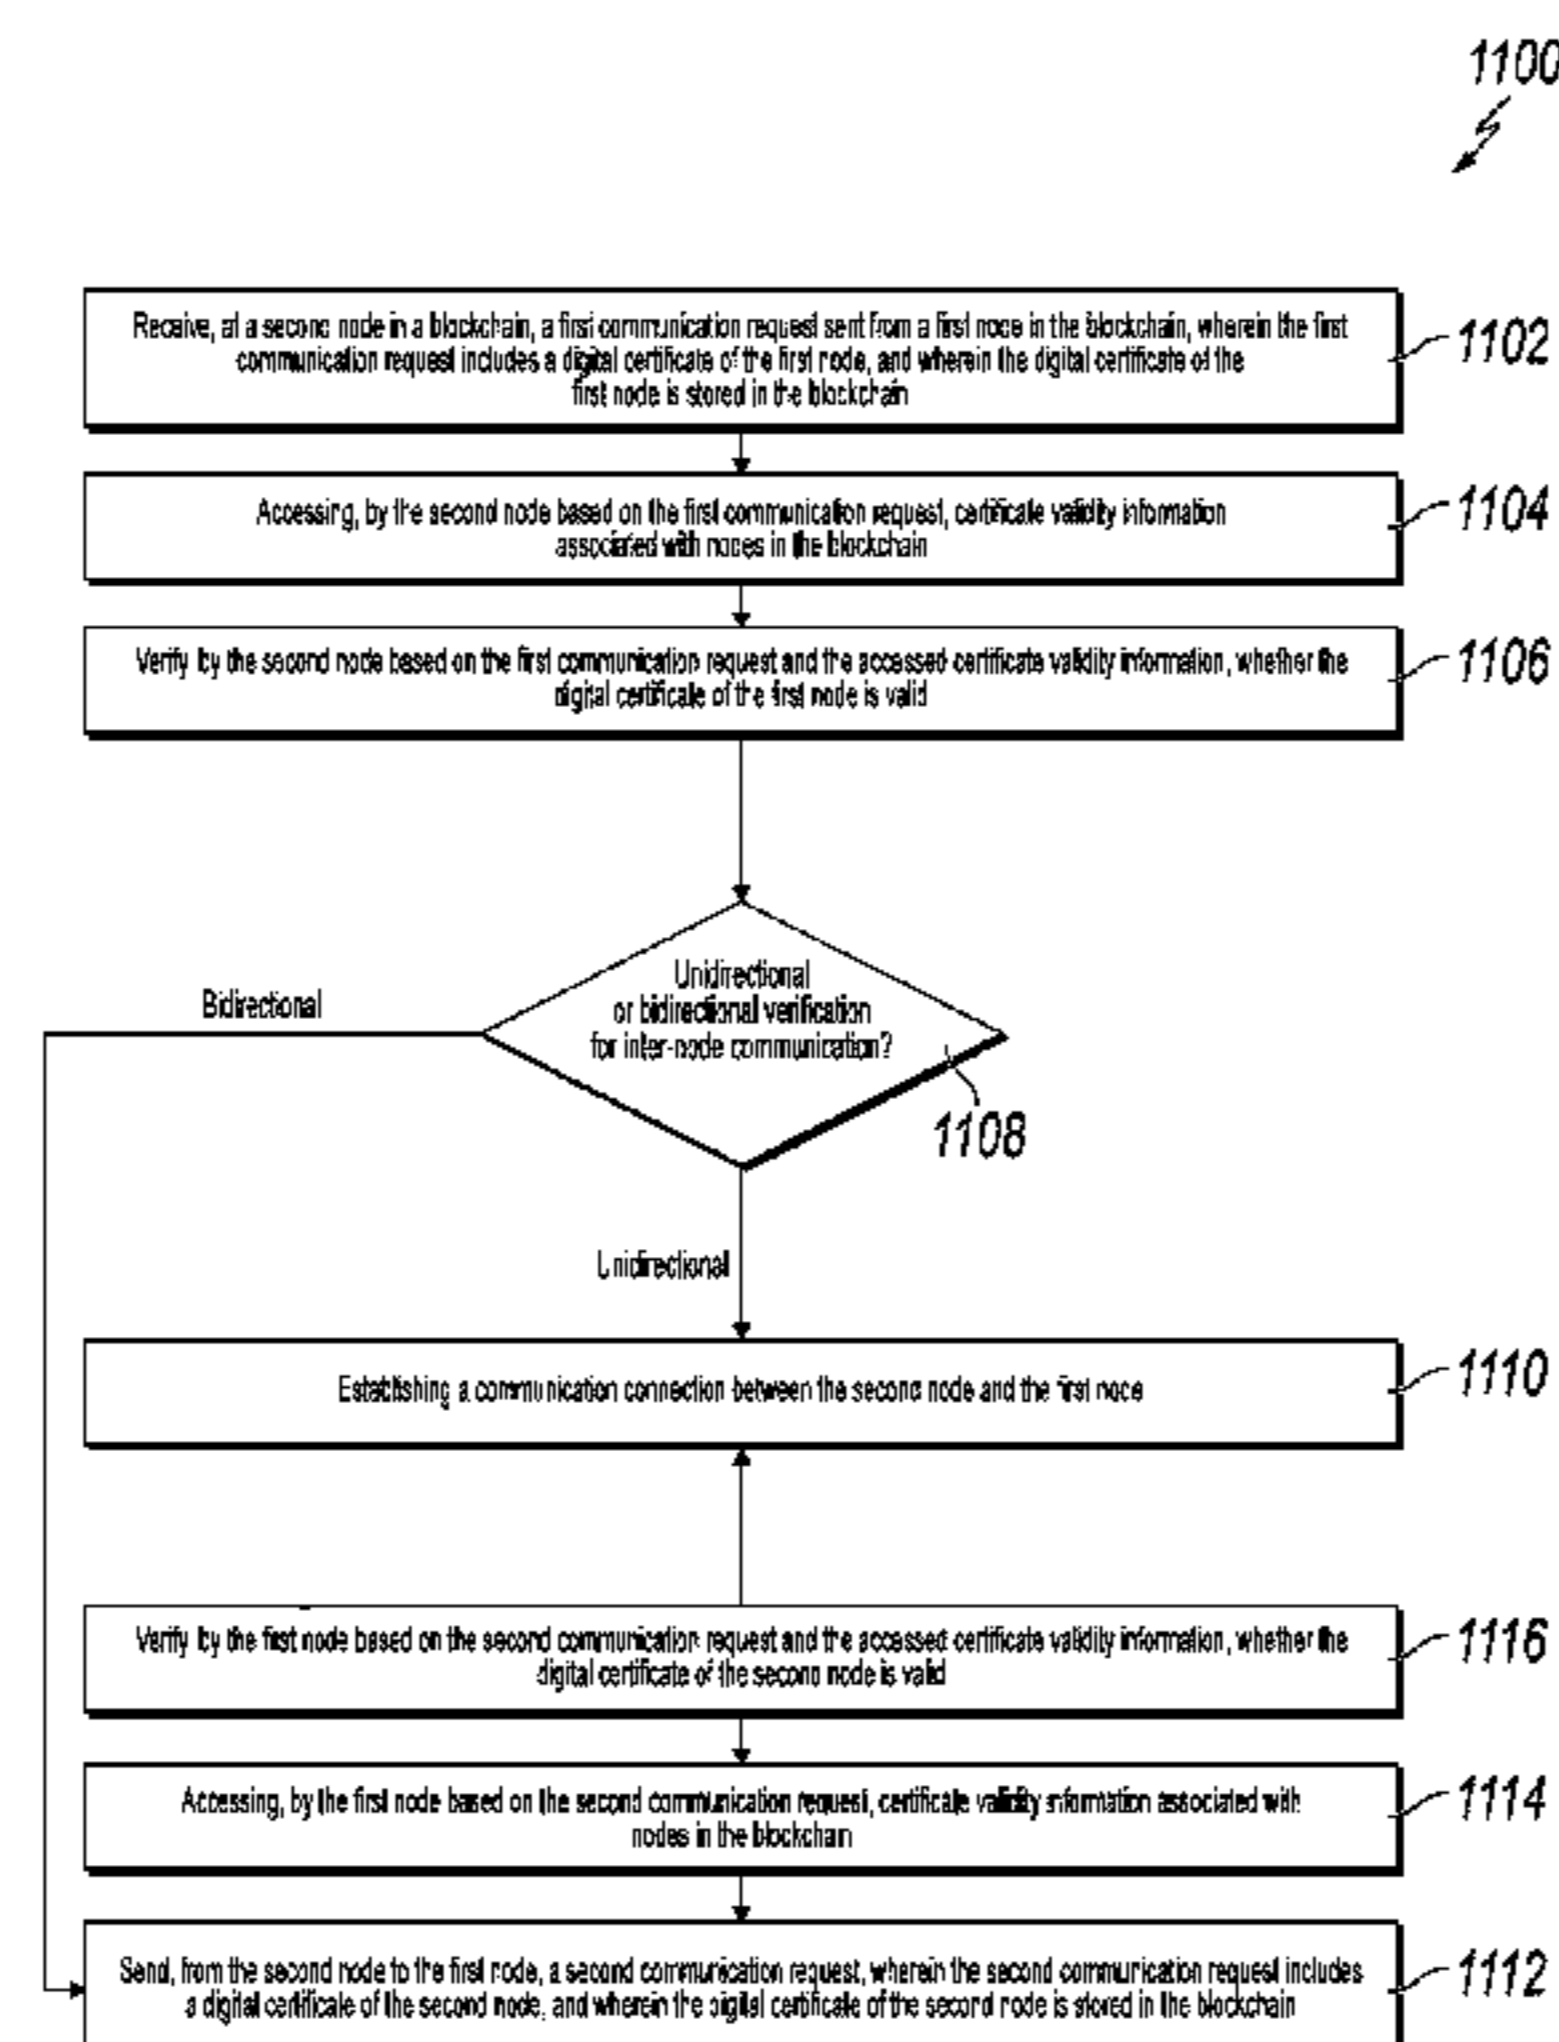 1100
Receive, at a second node in a blockchain, a first communication request sent from a first node in the blockchain, wherein the first
communication request includes a digital certificate of the first node, and wherein the digital certificate of the
first node is stored in the blockchain
1102
Accessing, by the second node based on the first communication request, certificate validity information
associated with nodes in the blockchain
1104
Verify by the second node based on the first communication request and the accessed certificate validity information, whether the
digital certificate of the first node is valid
1106
Unidirectional
or bidirectional verification
for inter-node communication?
Bidirectional
1108
Unidirectional
Establishing a communication connection between the second node and the first node
1110
Verify by the first node based on the second communication request and the accessed certificate validity information, whether the
digital certificate of the second node is valid
1116
Accessing, by the first node based on the second communication request, certificate validity information associated with
nodes in the blockchain
1114
Send, from the second node to the first node, a second communication request, wherein the second communication request includes
a digital certificate of the second node, and wherein the digital certificate of the second node is stored in the blockchain
1112